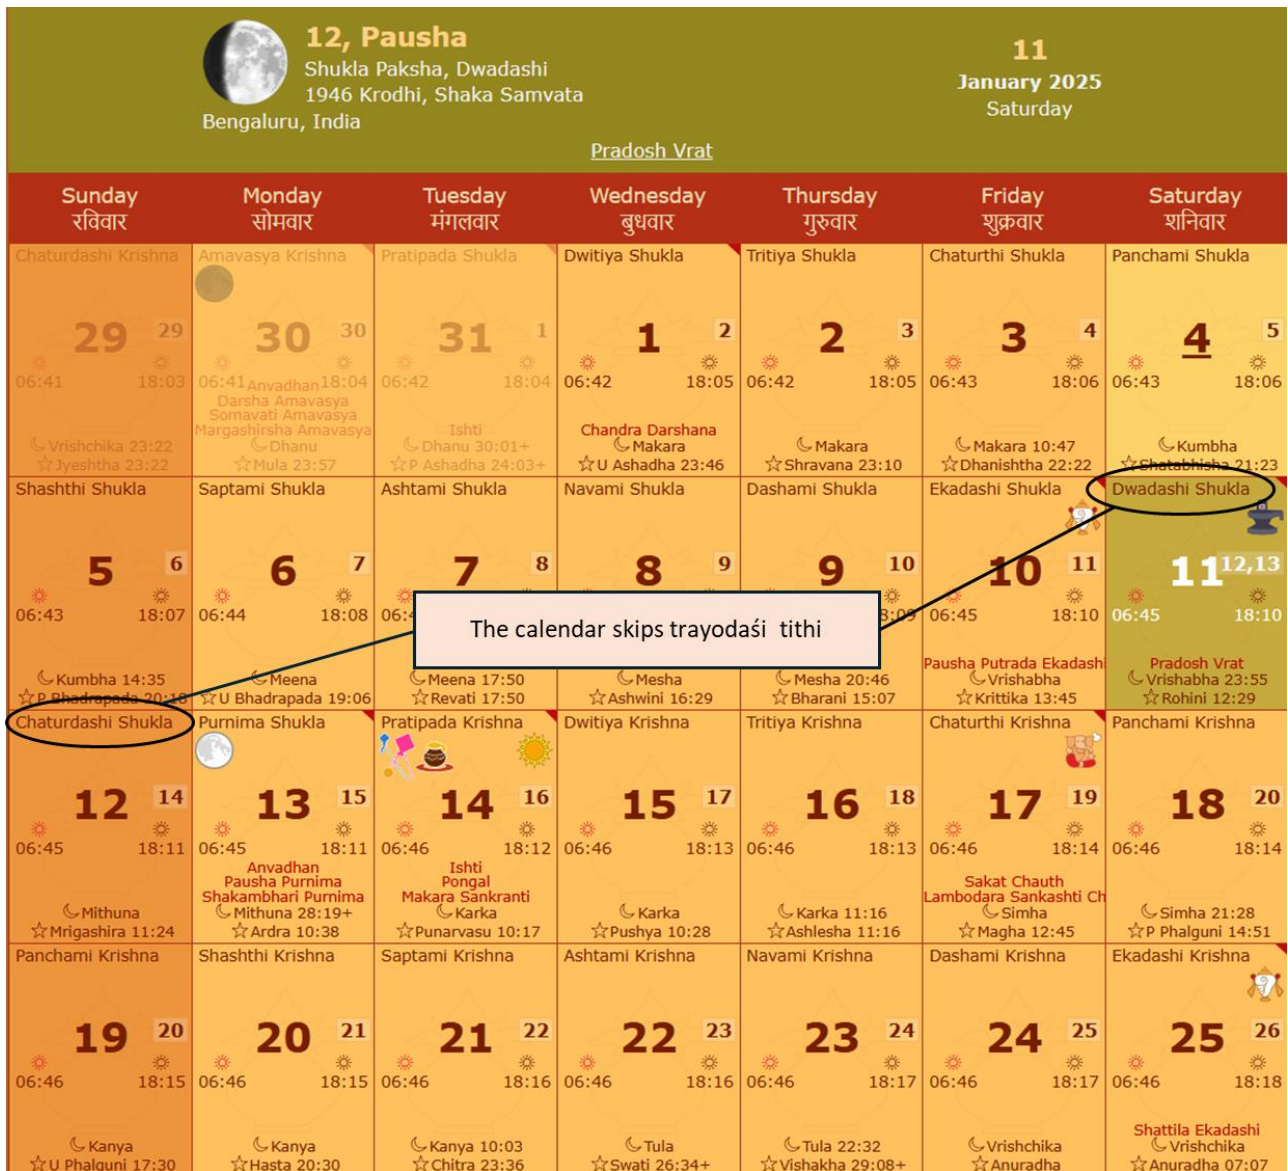 12, Pausha
Shukla Paksha, Dwadashi
1946 Krodhi, Shaka Samvata
Bengaluru, India
11
January 2025
Saturday
Pradosh Vrat
Sunday Monday Tuesday Wednesday Thursday Friday Saturday
रविवार सोमवार मंगलवार बुधवार गुरुवार शुक्रवार शनिवार
Chaturdashi Krishna Amavasya Krishna Pratipada Shukla Dwitiya Shukla Tritiya Shukla Chaturthi Shukla Panchami Shukla
29 29 30 30 31 1 1 2 2 3 3 4 4 5
06:41 18:03 06:41 18:04 06:42 18:04 06:42 18:05 06:42 18:05 06:43 18:06 06:43 18:06
Anvadhan
Darsha Amavasya
Somavati Amavasya
Margashirsha Amavasya Ishti Chandra Darshana
Vrishchika 23:22 Dhanu Dhanu 30:01+ Makara Makara Makara 10:47 Kumbha
Jyeshtha 23:22 Mula 23:57 P Ashadha 24:03+ U Ashadha 23:46 Shravana 23:10 Dhanishtha 22:22 Shatabhisha 21:23
Shashthi Shukla Saptami Shukla Ashtami Shukla Navami Shukla Dashami Shukla Ekadashi Shukla Dwadashi Shukla
5 6 6 7 7 8 8 9 9 10 10 11 11 12,13
06:43 18:07 06:44 18:08 06:45 18:10 06:45 18:10
The calendar skips trayodaśi tithi
Pausha Putrada Ekadashi Pradosh Vrat
Kumbha 14:35 Meena Meena 17:50 Mesha Mesha 20:46 Vrishabha Vrishabha 23:55
P Bhadrapada 20:18 U Bhadrapada 19:06 Revati 17:50 Ashwini 16:29 Bharani 15:07 Krittika 13:45 Rohini 12:29
Chaturdashi Shukla Purnima Shukla Pratipada Krishna Dwitiya Krishna Tritiya Krishna Chaturthi Krishna Panchami Krishna
12 14 13 15 14 16 15 17 16 18 17 19 18 20
06:45 18:11 06:45 18:11 06:46 18:12 06:46 18:13 06:46 18:13 06:46 18:14 06:46 18:14
Anvadhan Ishti
Pausha Purnima Pongal Sakat Chauth
Shakambhari Purnima Makara Sankranti Lambodara Sankashti Ch
Mithuna Mithuna 28:19+ Karka Karka Karka 11:16 Simha Simha 21:28
Mrigashira 11:24 Ardra 10:38 Punarvasu 10:17 Pushya 10:28 Ashlesha 11:16 Magha 12:45 P Phalguni 14:51
Panchami Krishna Shashthi Krishna Saptami Krishna Ashtami Krishna Navami Krishna Dashami Krishna Ekadashi Krishna
19 20 20 21 21 22 22 23 23 24 24 25 25 26
06:46 18:15 06:46 18:15 06:46 18:16 06:46 18:16 06:46 18:17 06:46 18:17 06:46 18:18
Shattila Ekadashi
Kanya Kanya Kanya 10:03 Tula Tula 22:32 Vrishchika Vrishchika
U Phalguni 17:30 Hasta 20:30 Chitra 23:36 Swati 26:34+ Vishakha 29:08+ Anuradha Anuradha 07:07